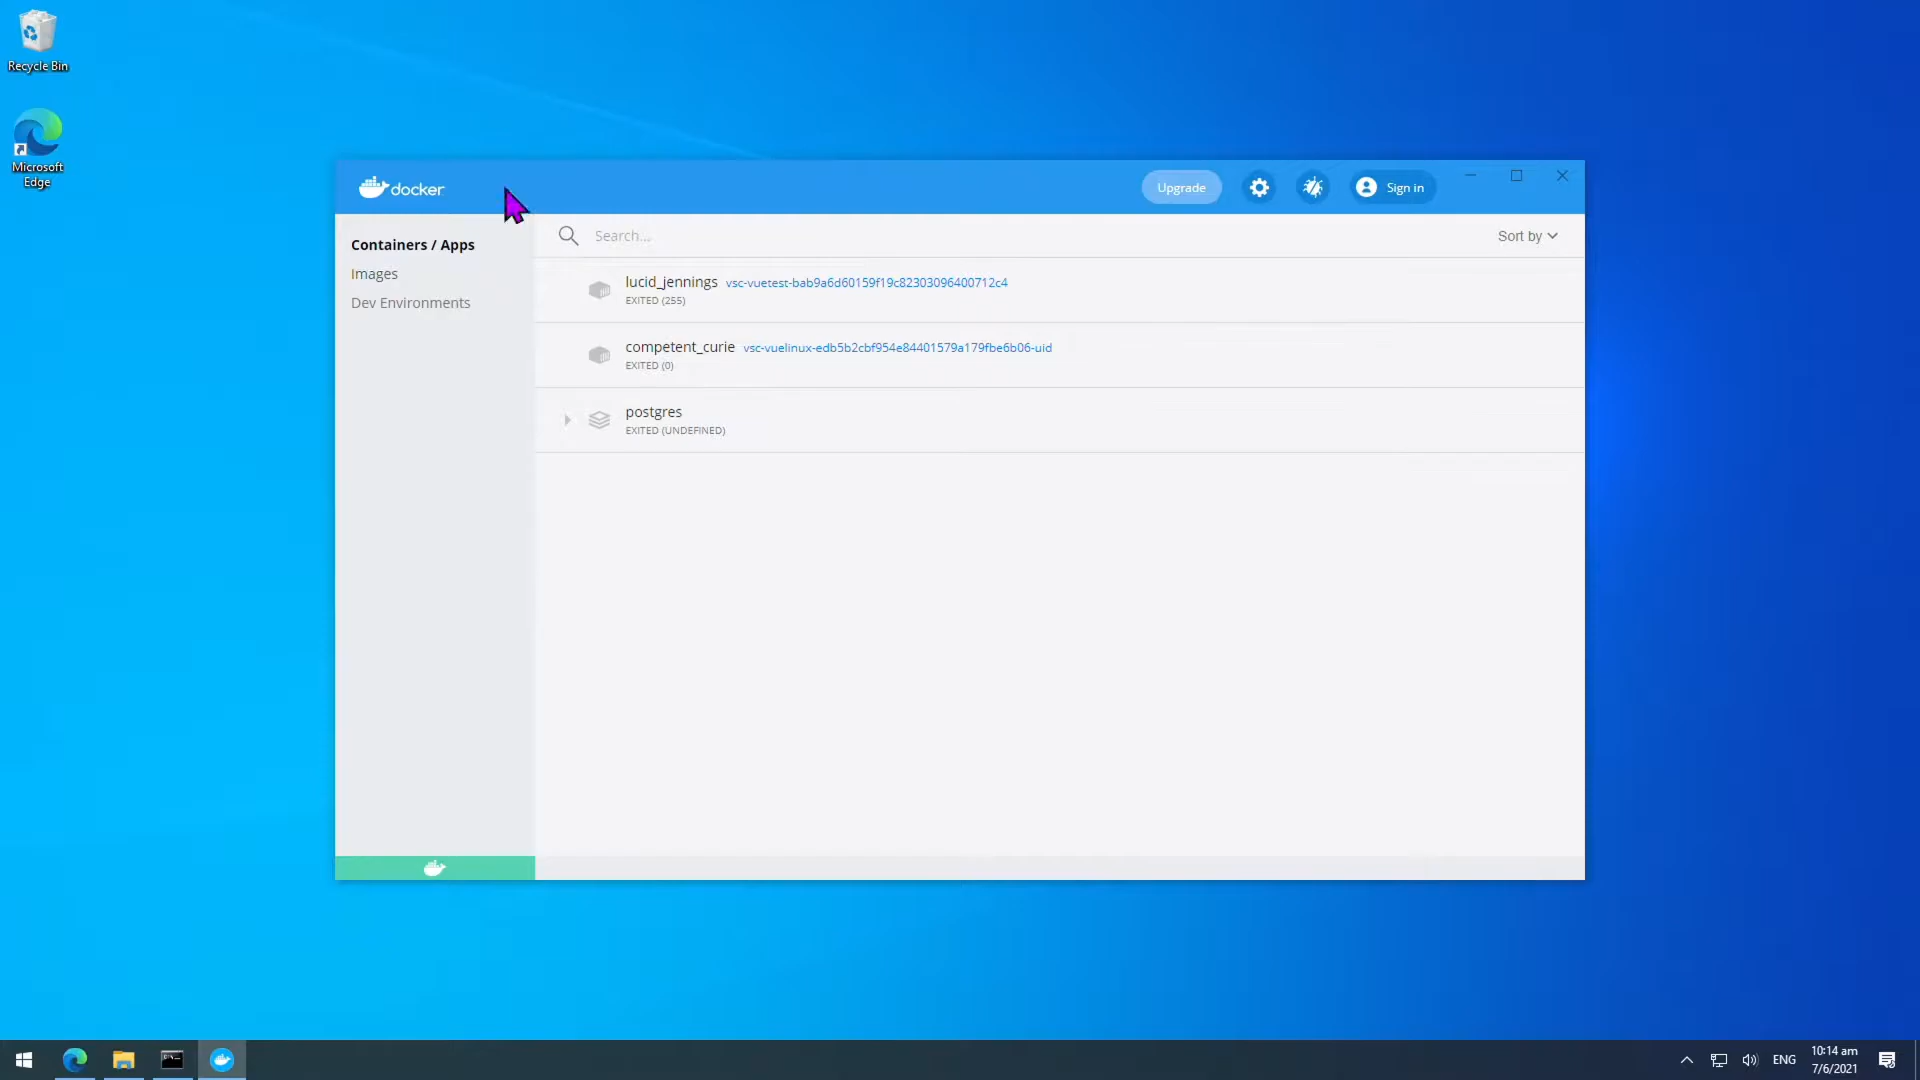 Recycle Bin
Microsoft
Edge
docker
Upgrade
Sign in
Containers / Apps
Images
Dev Environments
Search...
Sort by
lucid_jennings vsc-vuetest-bab9a6d60159f19c82303096400712c4
EXITED (255)
competent_curie vsc-vuelinux-edb5b2cbf954e84401579a179fbe6b06-uid
EXITED (0)
postgres
EXITED (UNDEFINED)
ENG
10:14 am
7/6/2021